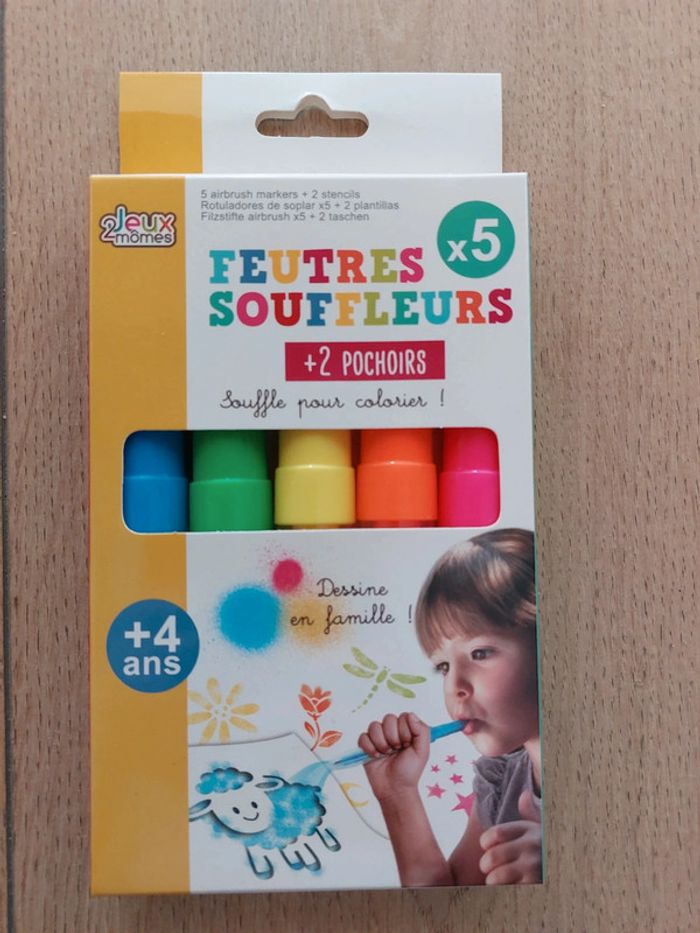 5 airbrush markers + 2 stencils
Rotuladores de soplar x5 + 2 plantillas
Filzstifte airbrush x5 + 2 taschen
2Jeux
mômes
x5
FEUTRES
SOUFFLEURS
+2 POCHOIRS
Souffle pour colorier !
Dessine
en famille !
+4
ans